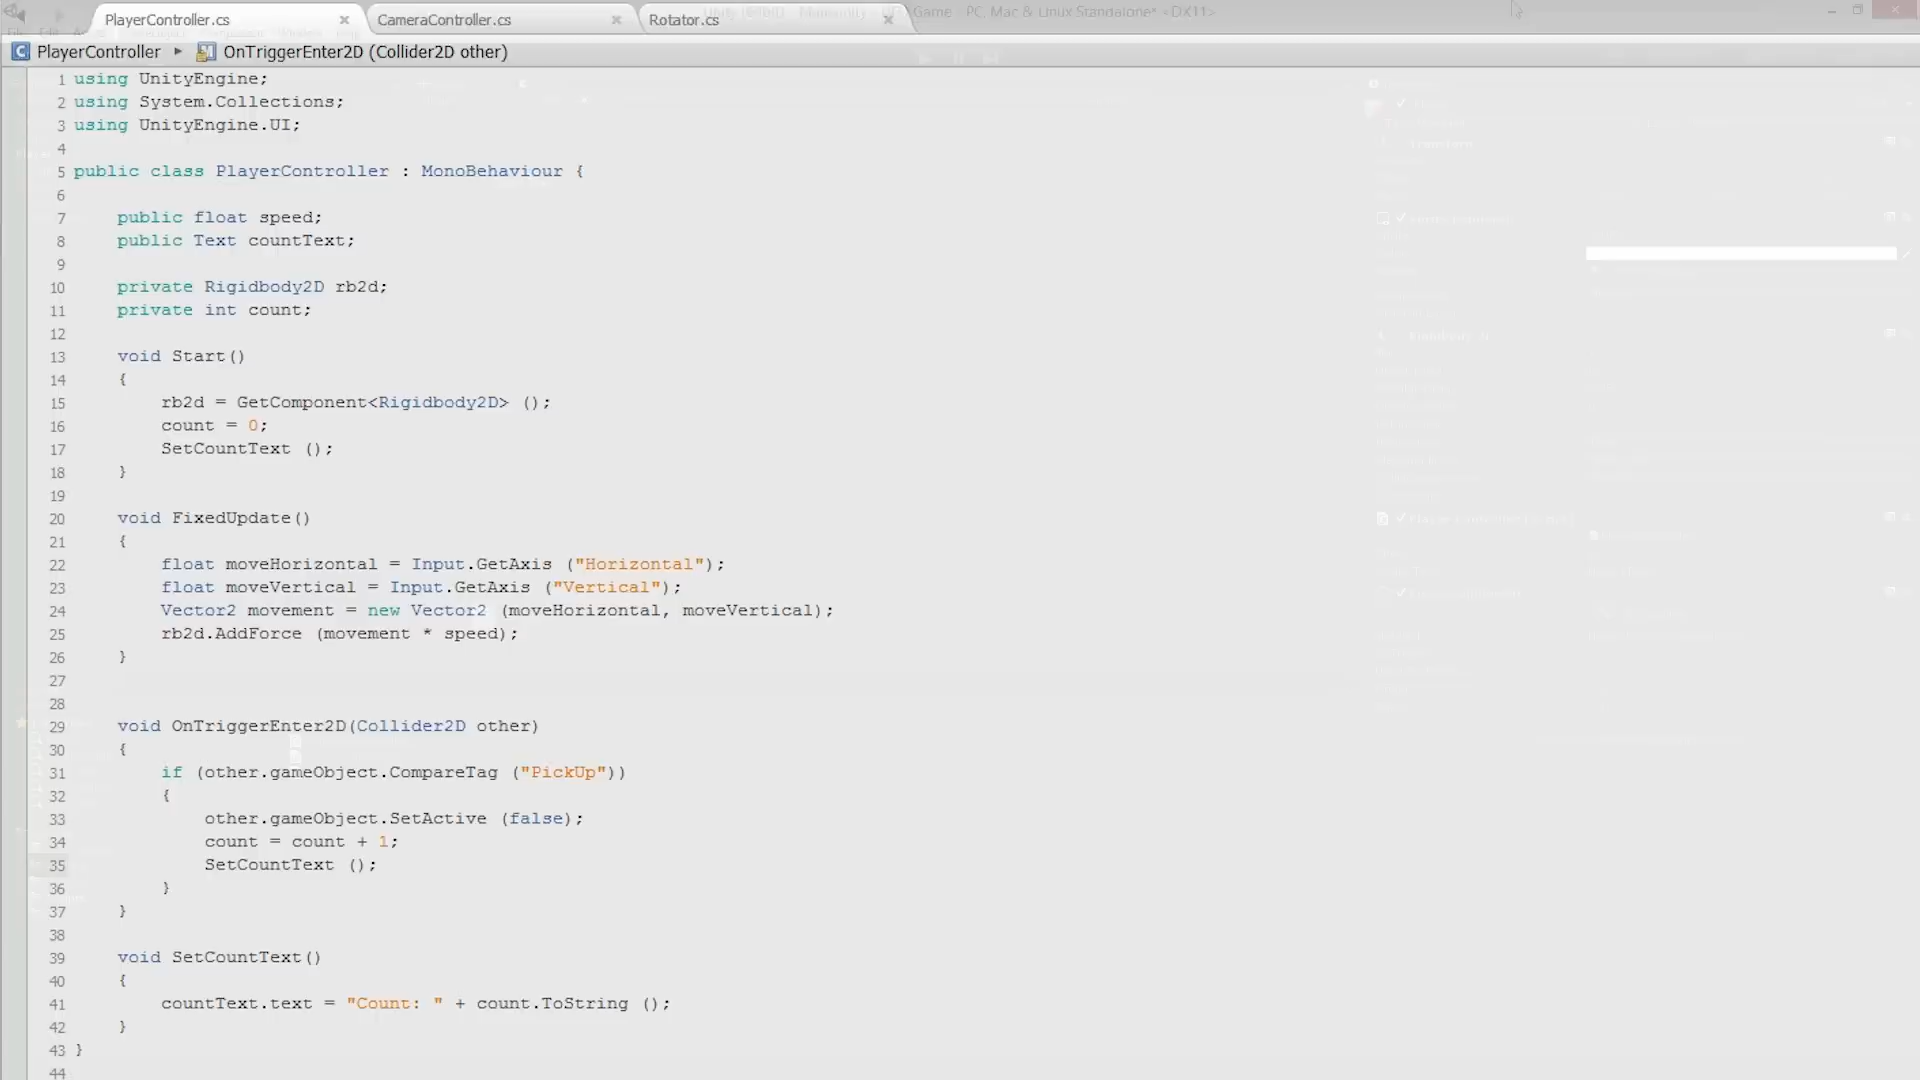 PlayerController.cs
CameraController.cs
Rotator.cs
Game - PC, Mac & Linux Standalone* <DX11>
PlayerController
OnTriggerEnter2D (Collider2D other)
1 using UnityEngine;
2 using System.Collections;
3 using UnityEngine.UI;
4
5 public class PlayerController : MonoBehaviour {
6
7 public float speed;
8 public Text countText;
9
10 private Rigidbody2D rb2d;
11 private int count;
12
13 void Start()
14 {
15 rb2d = GetComponent<Rigidbody2D> ();
16 count = 0;
17 SetCountText ();
18 }
19
20 void FixedUpdate()
21 {
22 float moveHorizontal = Input.GetAxis ("Horizontal");
23 float moveVertical = Input.GetAxis ("Vertical");
24 Vector2 movement = new Vector2 (moveHorizontal, moveVertical);
25 rb2d.AddForce (movement * speed);
26 }
27
28
29 void OnTriggerEnter2D(Collider2D other)
30 {
31 if (other.gameObject.CompareTag ("PickUp"))
32 {
33 other.gameObject.SetActive (false);
34 count = count + 1;
35 SetCountText ();
36 }
37 }
38
39 void SetCountText()
40 {
41 countText.text = "Count: " + count.ToString ();
42 }
43 }
44